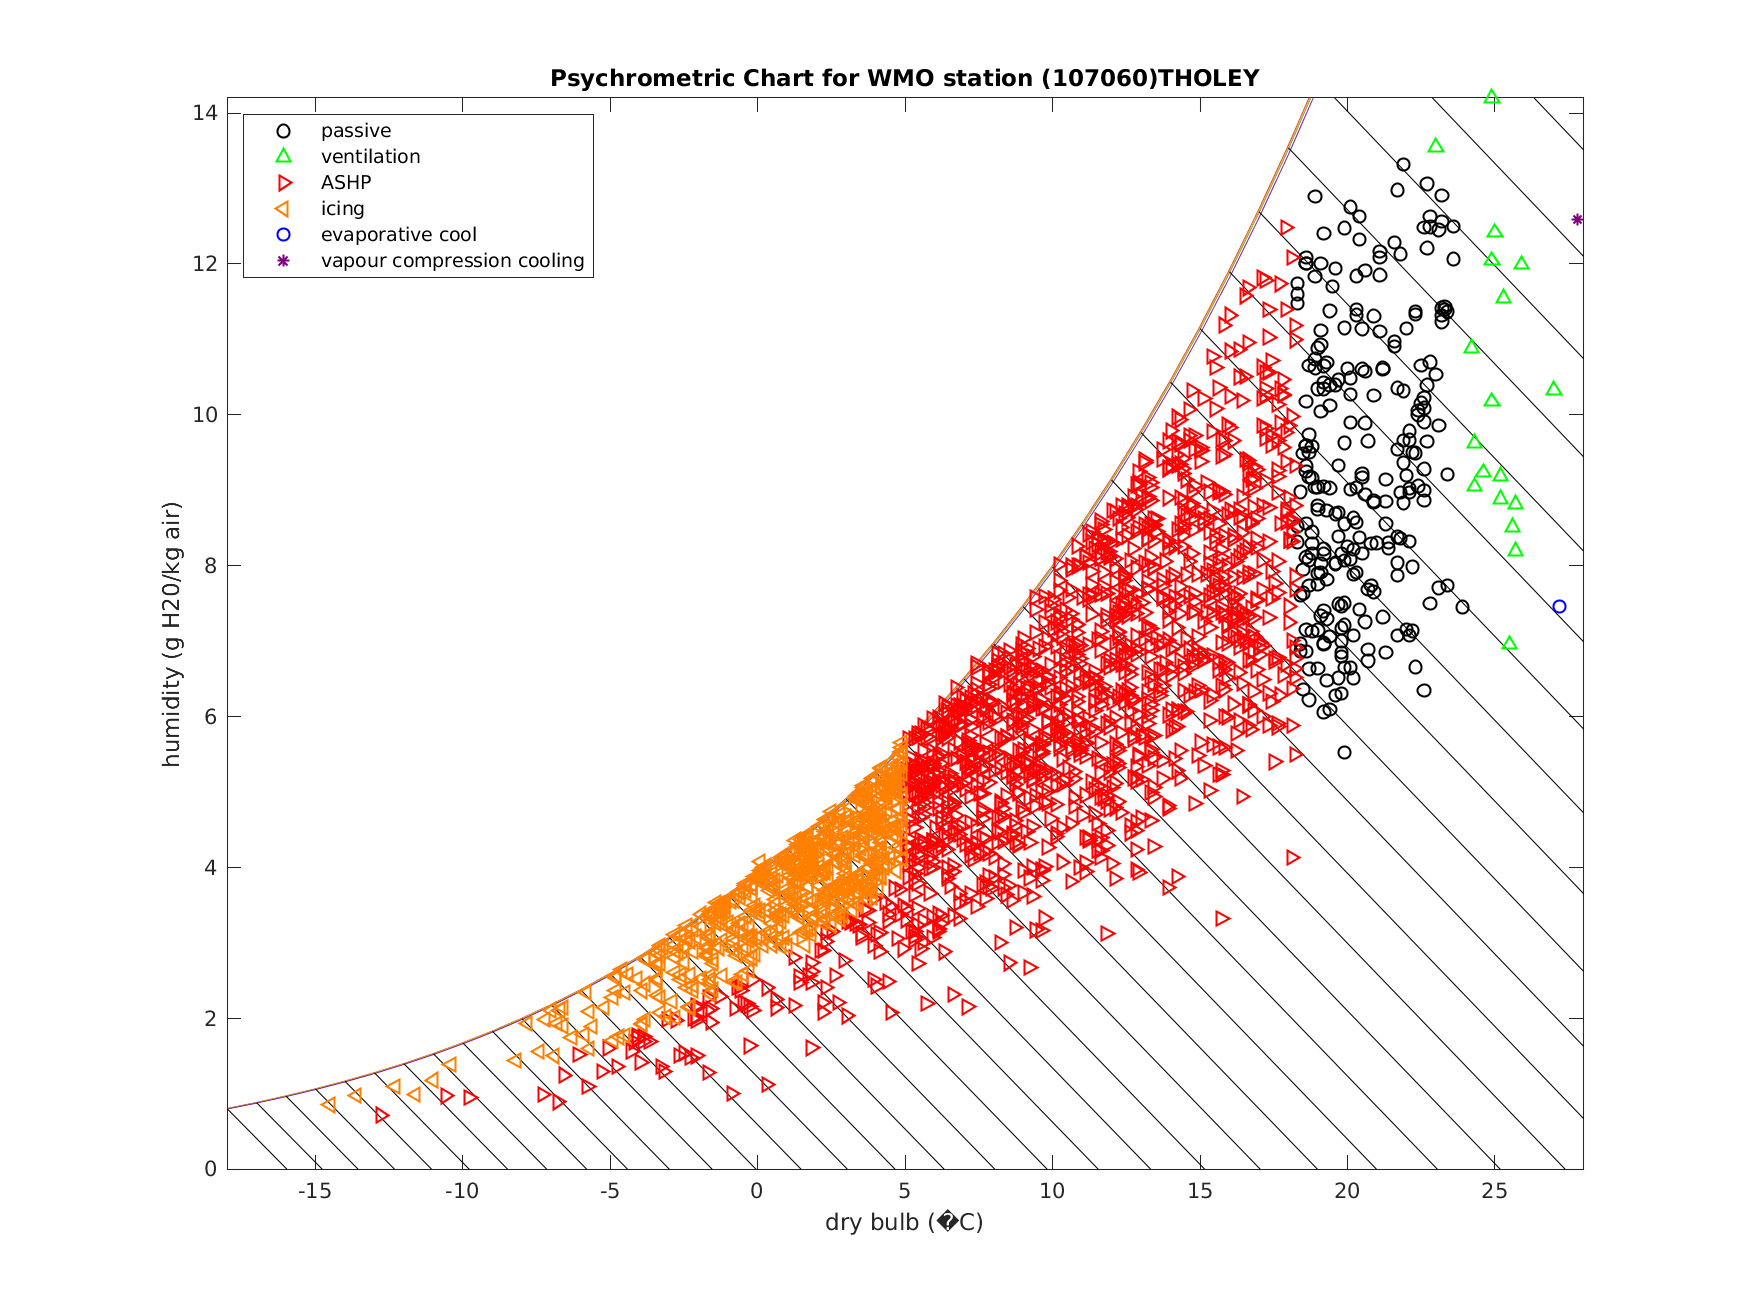 Psychrometric Chart for WMO station (107060)THOLEY
passive
ventilation
ASHP
icing
evaporative cool
vapour compression cooling
humidity (g H20/kg air)
14
12
10
8
6
4
2
0
-15 -10 -5 0 5 10 15 20 25
dry bulb (�C)